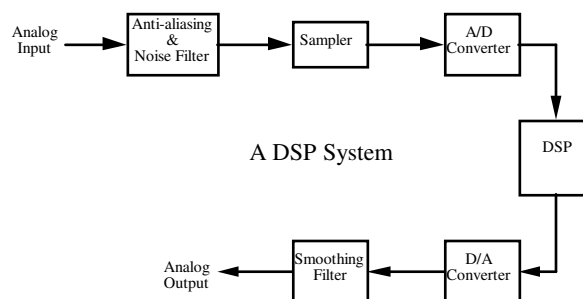 Analog
Input
Anti-aliasing
&
Noise Filter
Sampler
A/D
Converter
DSP
A DSP System
D/A
Converter
Smoothing
Filter
Analog
Output